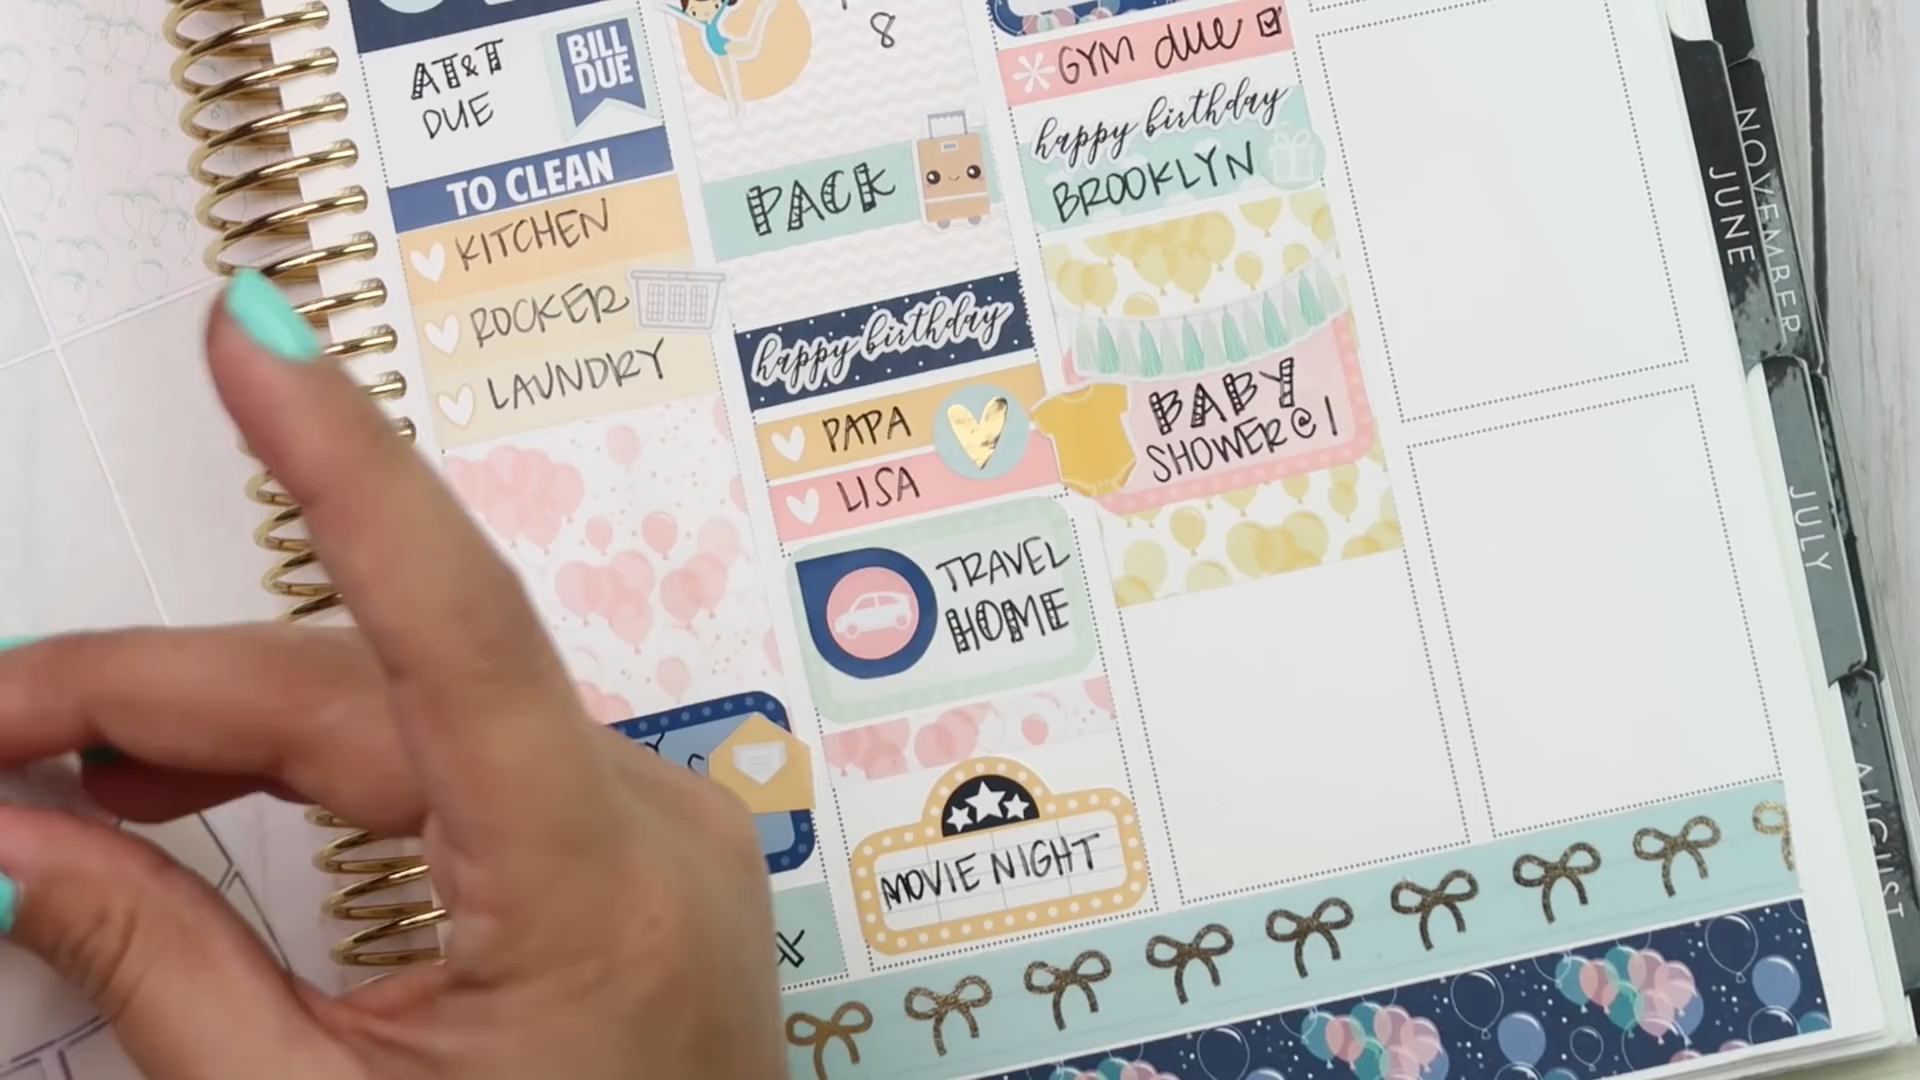 AT&T
DUE
BILL
DUE
TO CLEAN
KITCHEN
ROCKER
LAUNDRY
8
PACK
happy birthday
PAPA
LISA
TRAVEL
HOME
MOVIE NIGHT
GYM due
happy birthday
BROOKLYN
BABY
SHOWER @ 1
NOVEMBER
JUNE
JULY
AUGUST